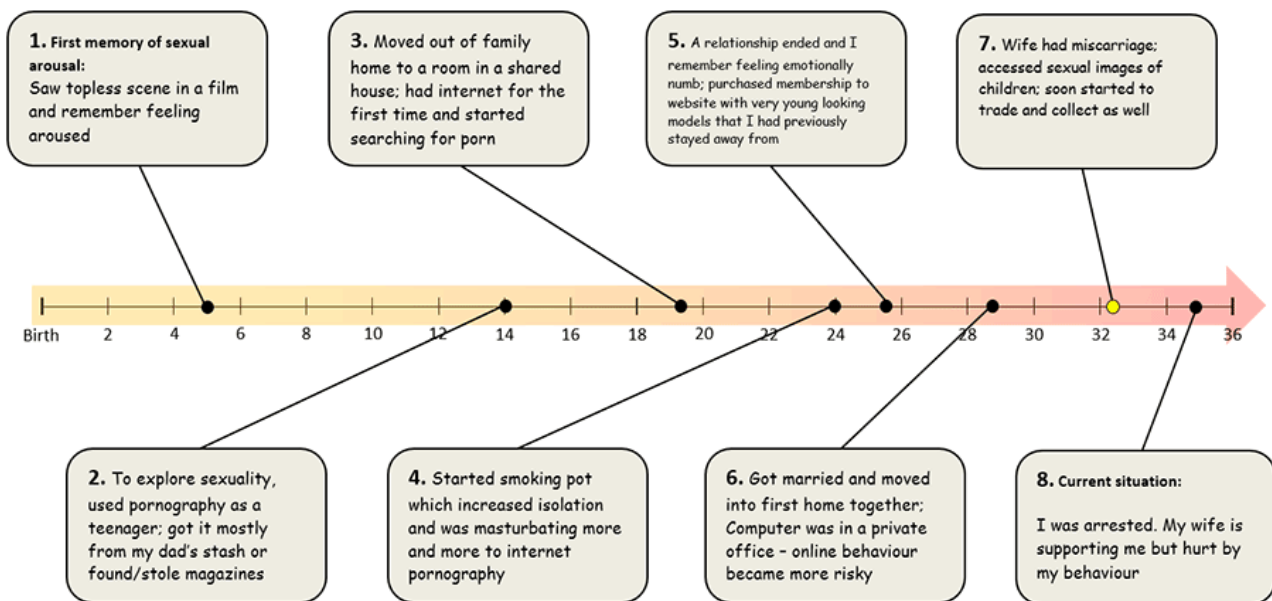 1. First memory of sexual
arousal:
Saw topless scene in a film
and remember feeling
aroused
3. Moved out of family
home to a room in a shared
house; had internet for the
first time and started
searching for porn
5. A relationship ended and I
remember feeling emotionally
numb; purchased membership to
website with very young looking
models that I had previously
stayed away from
7. Wife had miscarriage;
accessed sexual images of
children; soon started to
trade and collect as well
Birth 2 4 6 8 10 12 14 16 18 20 22 24 26 28 30 32 34 36
2. To explore sexuality,
used pornography as a
teenager; got it mostly
from my dad's stash or
found/stole magazines
4. Started smoking pot
which increased isolation
and was masturbating more
and more to internet
pornography
6. Got married and moved
into first home together;
Computer was in a private
office – online behaviour
became more risky
8. Current situation:
I was arrested. My wife is
supporting me but hurt by
my behaviour